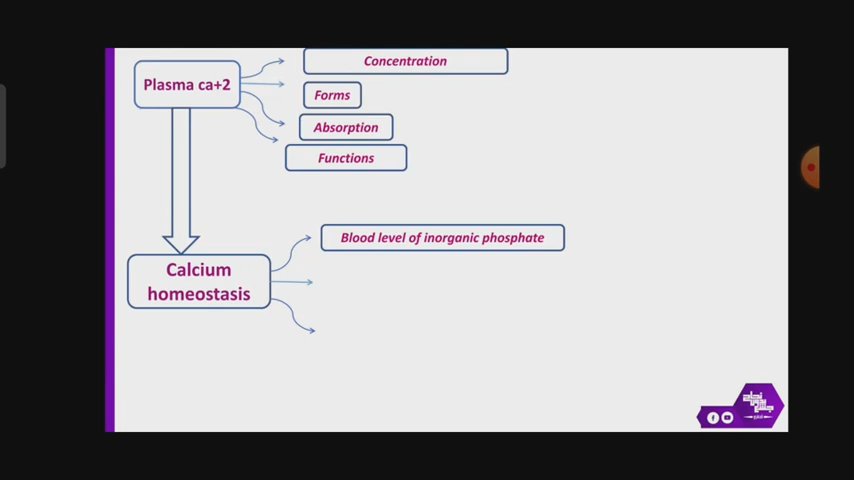 Concentration
Plasma ca+2
Forms
Absorption
Functions
Blood level of inorganic phosphate
Calcium
homeostasis